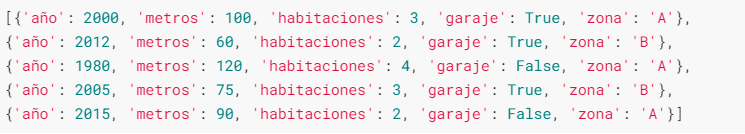 [{'año': 2000, 'metros': 100, 'habitaciones': 3, 'garaje': True, 'zona': 'A'},
{'año': 2012, 'metros': 60, 'habitaciones': 2, 'garaje': True, 'zona': 'B'},
{'año': 1980, 'metros': 120, 'habitaciones': 4, 'garaje': False, 'zona': 'A'},
{'año': 2005, 'metros': 75, 'habitaciones': 3, 'garaje': True, 'zona': 'B'},
{'año': 2015, 'metros': 90, 'habitaciones': 2, 'garaje': False, 'zona': 'A'}]